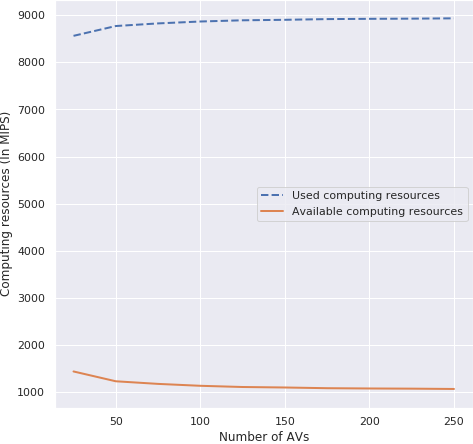 Computing resources (In MIPS)
9000
8000
7000
6000
5000
4000
3000
2000
1000
Used computing resources
Available computing resources
50 100 150 200 250
Number of AVs